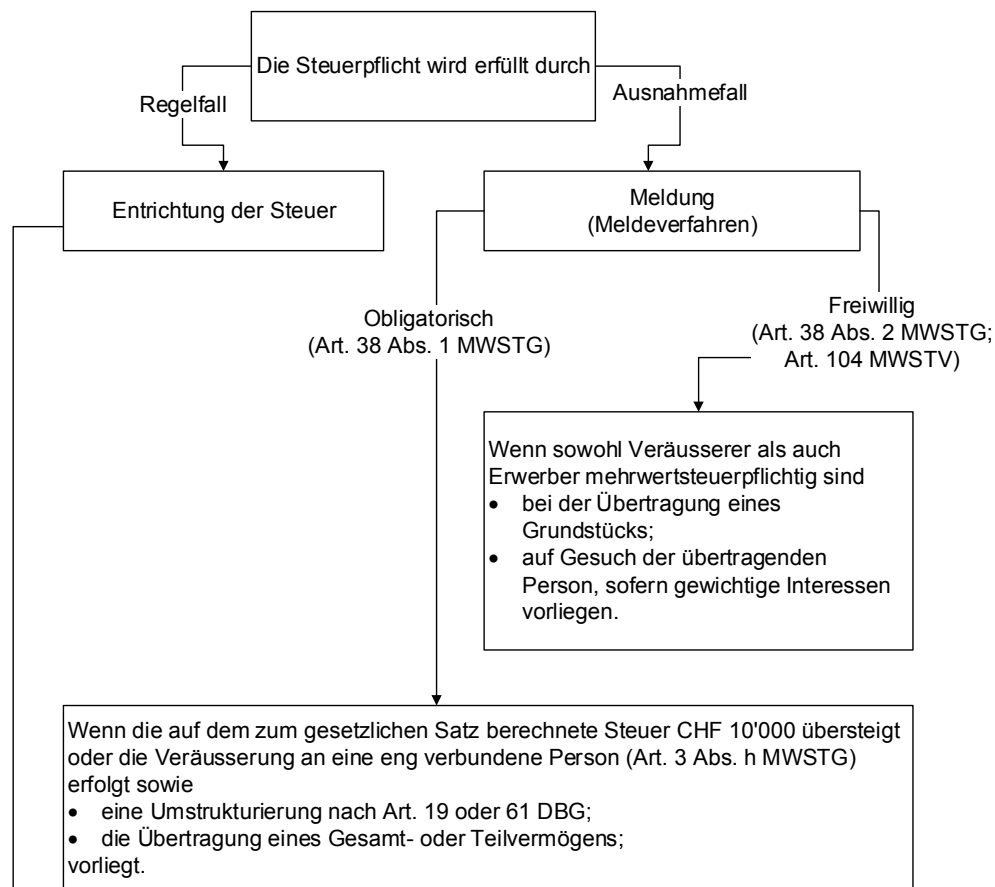 Die Steuerpflicht wird erfüllt durch
Regelfall
Ausnahmefall
Entrichtung der Steuer
Meldung
(Meldeverfahren)
Obligatorisch
(Art. 38 Abs. 1 MWSTG)
Freiwillig
(Art. 38 Abs. 2 MWSTG;
Art. 104 MWSTV)
Wenn sowohl Veräusserer als auch
Erwerber mehrwertsteuerpflichtig sind
• bei der Übertragung eines
Grundstücks;
• auf Gesuch der übertragenden
Person, sofern gewichtige Interessen
vorliegen.
Wenn die auf dem zum gesetzlichen Satz berechnete Steuer CHF 10'000 übersteigt
oder die Veräusserung an eine eng verbundene Person (Art. 3 Abs. h MWSTG)
erfolgt sowie
• eine Umstrukturierung nach Art. 19 oder 61 DBG;
• die Übertragung eines Gesamt- oder Teilvermögens;
vorliegt.